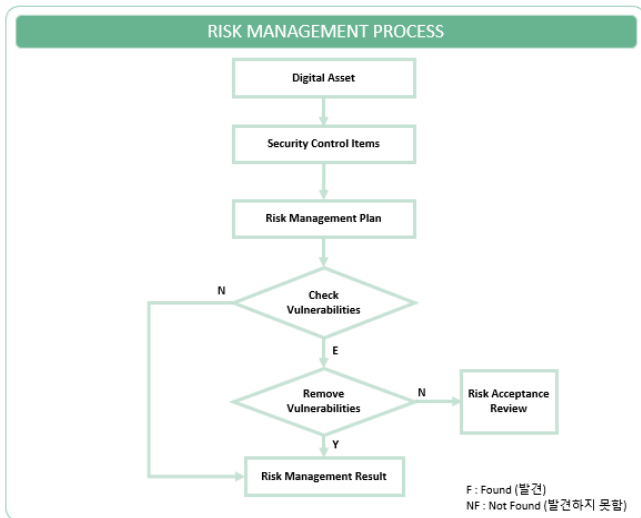 RISK MANAGEMENT PROCESS
Digital Asset
Security Control Items
Risk Management Plan
N
Check
Vulnerabilities
E
Remove
Vulnerabilities
N
Risk Acceptance
Review
Y
Risk Management Result
F : Found (발견)
NF : Not Found (발견하지 못함)